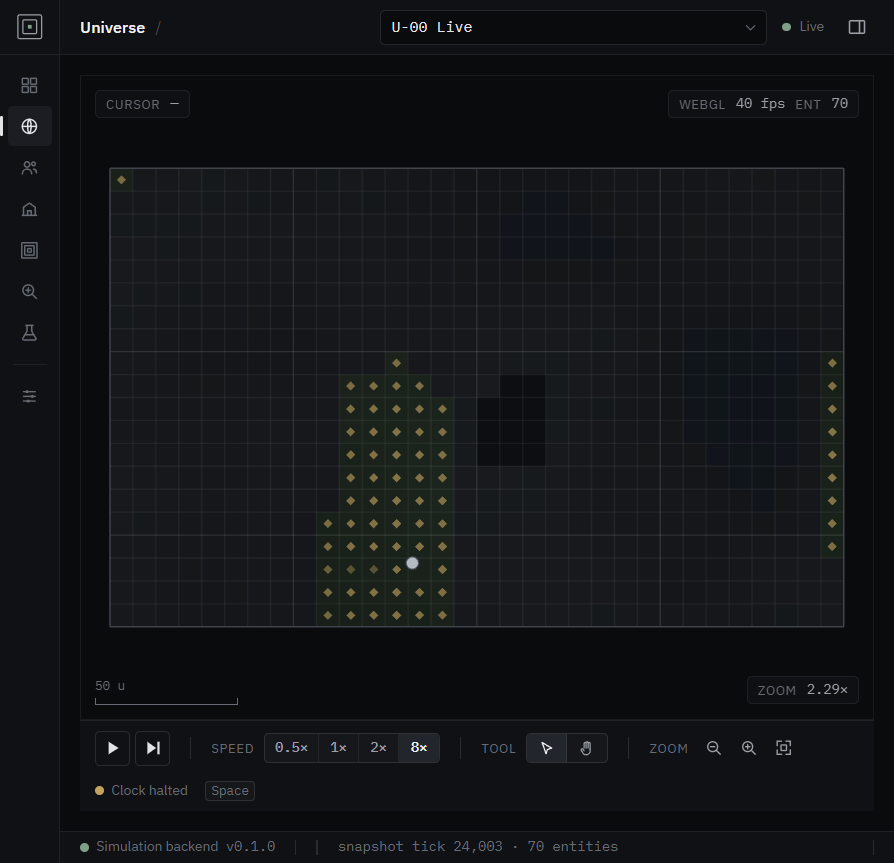 Universe /
U-00 Live
Live
CURSOR —
WEBGL 40 fps ENT 70
50 u
ZOOM 2.29×
SPEED 0.5× 1× 2× 8× TOOL ZOOM
Clock halted Space
Simulation backend v0.1.0 snapshot tick 24,003 · 70 entities